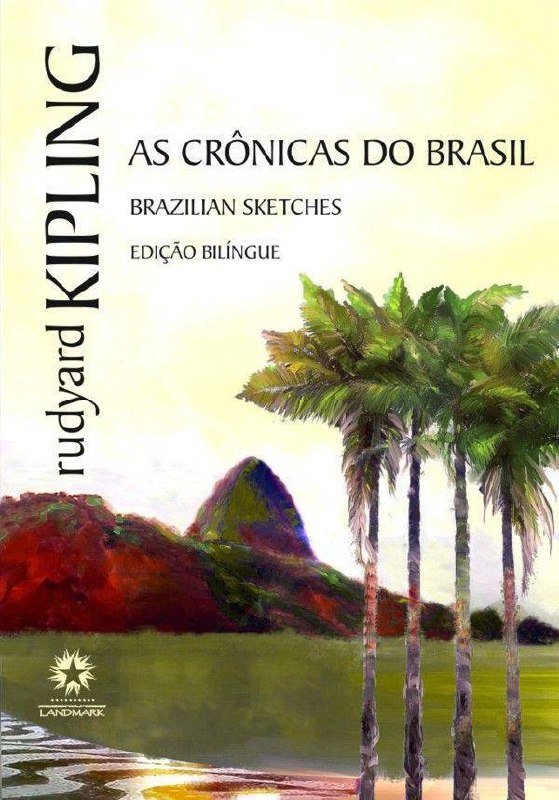 rudyard KIPLING
AS CRÔNICAS DO BRASIL
BRAZILIAN SKETCHES
EDIÇÃO BILÍNGUE
LANDMARK